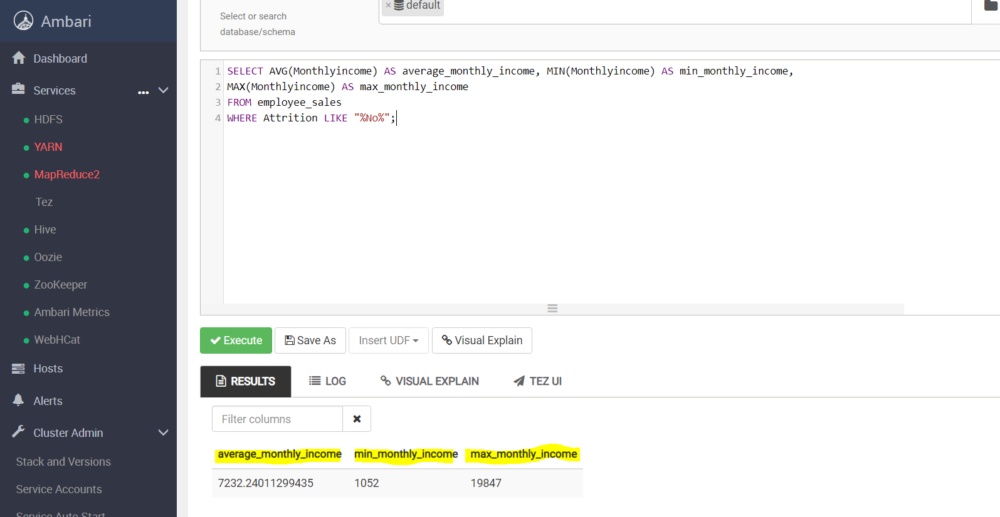 Ambari
Dashboard
Services
HDFS
YARN
MapReduce2
Tez
Hive
Oozie
ZooKeeper
Ambari Metrics
WebHCat
Hosts
Alerts
Cluster Admin
Stack and Versions
Service Accounts
Service Auto Start
Select or search
database/schema
× default
1 SELECT AVG(Monthlyincome) AS average_monthly_income, MIN(Monthlyincome) AS min_monthly_income,
2 MAX(Monthlyincome) AS max_monthly_income
3 FROM employee_sales
4 WHERE Attrition LIKE "%No%";
Execute Save As Insert UDF Visual Explain
RESULTS LOG VISUAL EXPLAIN TEZ UI
Filter columns
average_monthly_income min_monthly_income max_monthly_income
7232.24011299435 1052 19847